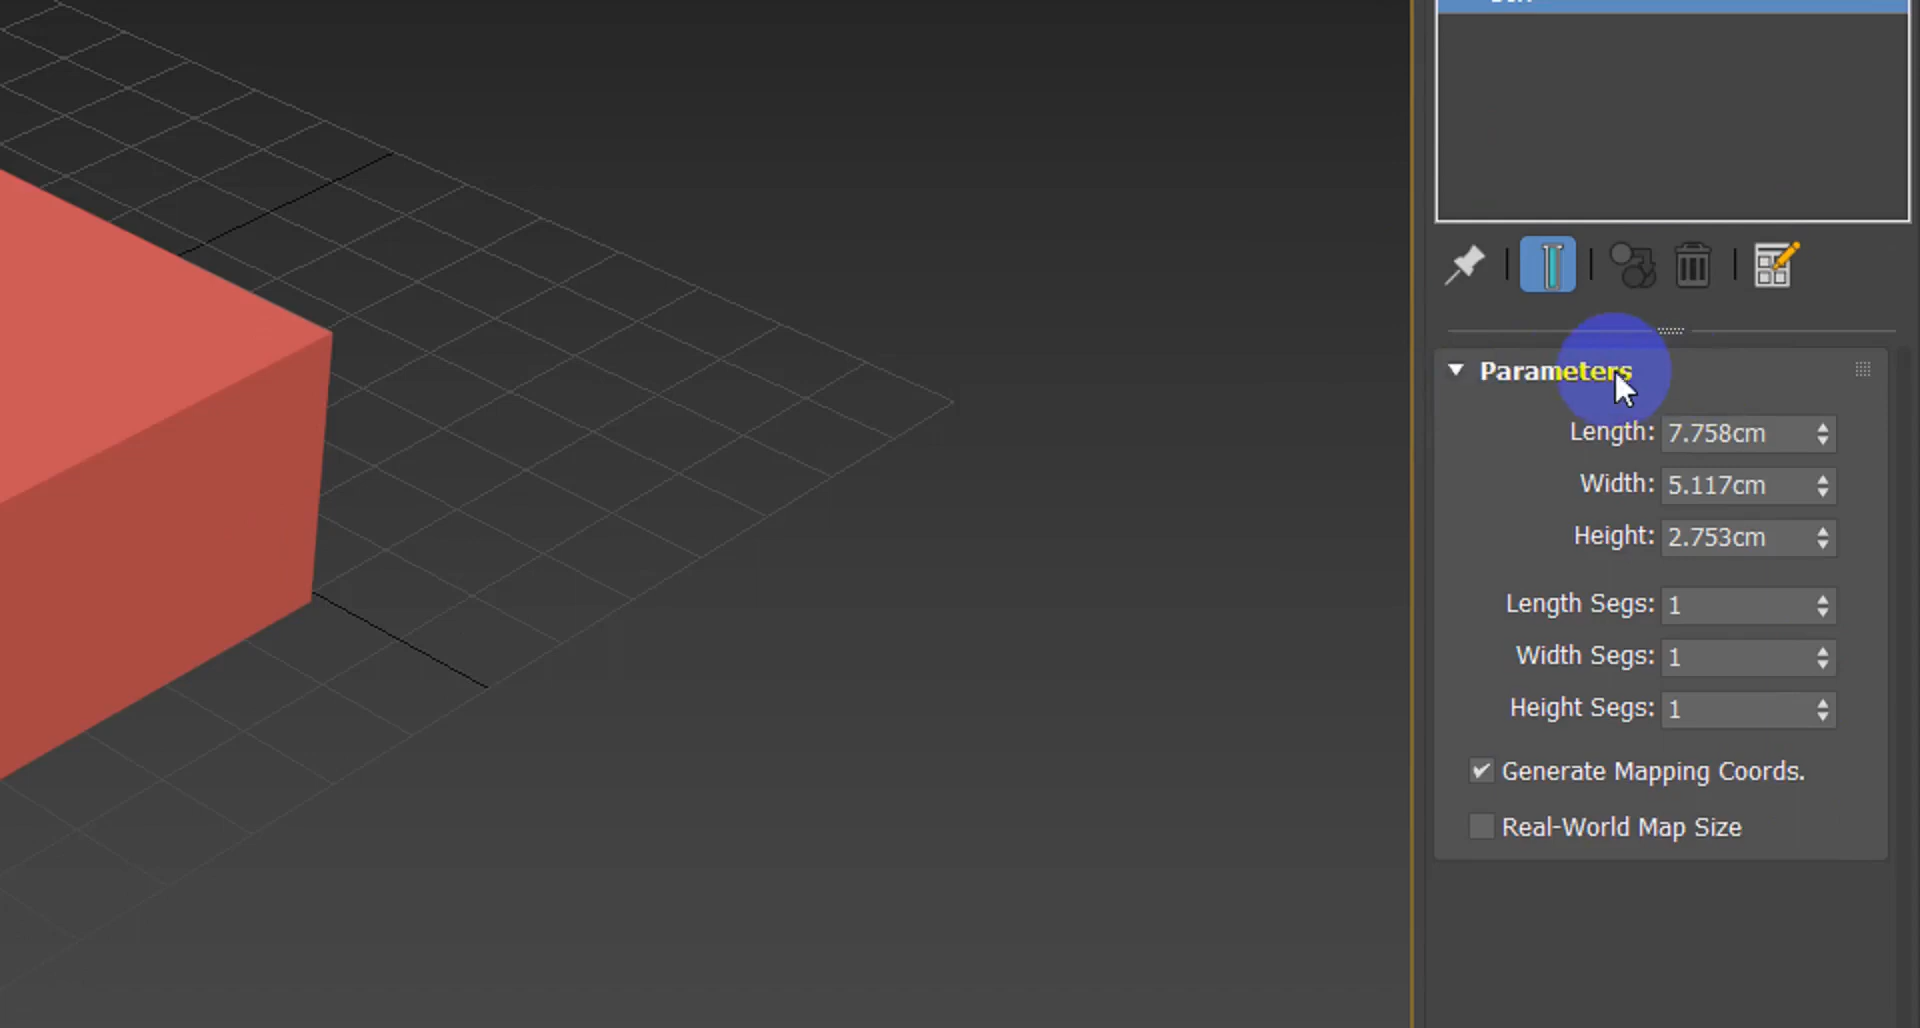 Parameters
Length: 7.758cm
Width: 5.117cm
Height: 2.753cm
Length Segs: 1
Width Segs: 1
Height Segs: 1
Generate Mapping Coords.
Real-World Map Size